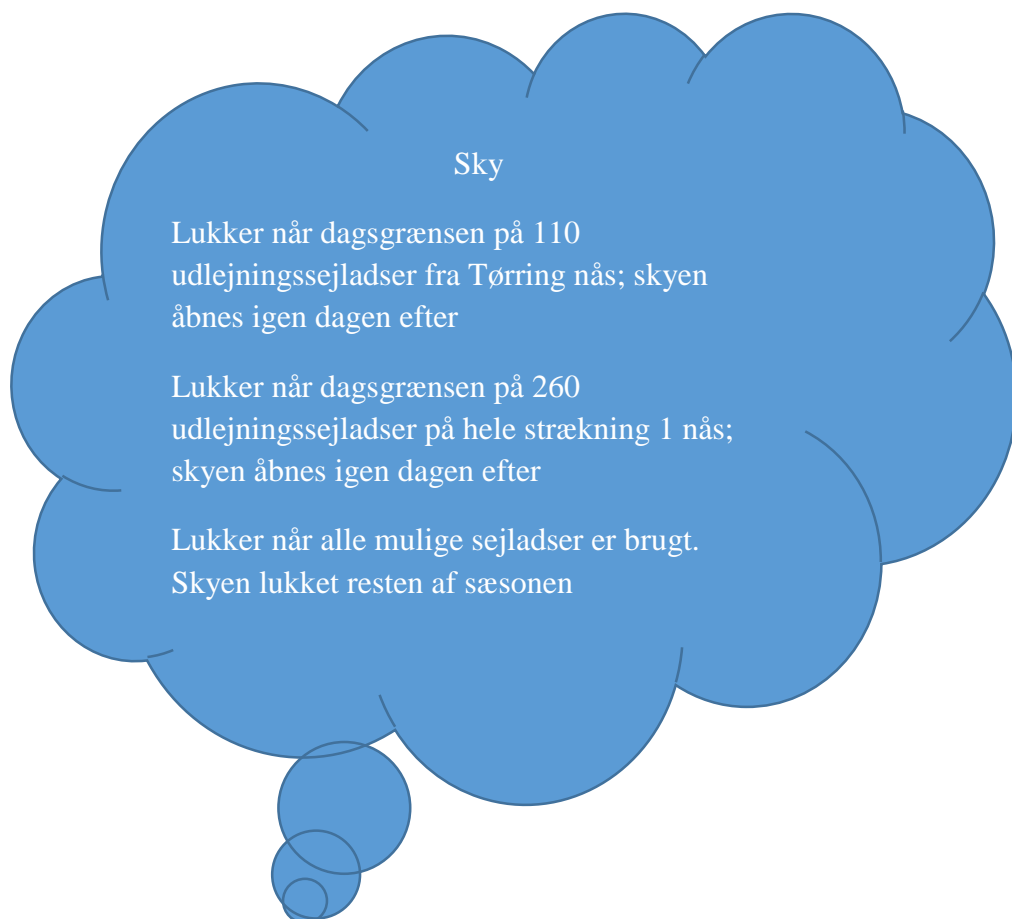 Sky
Lukker når dagsgrænsen på 110
udlejningssejladser fra Tørring nås; skyen
åbnes igen dagen efter
Lukker når dagsgrænsen på 260
udlejningssejladser på hele strækning 1 nås;
skyen åbnes igen dagen efter
Lukker når alle mulige sejladser er brugt.
Skyen lukket resten af sæsonen